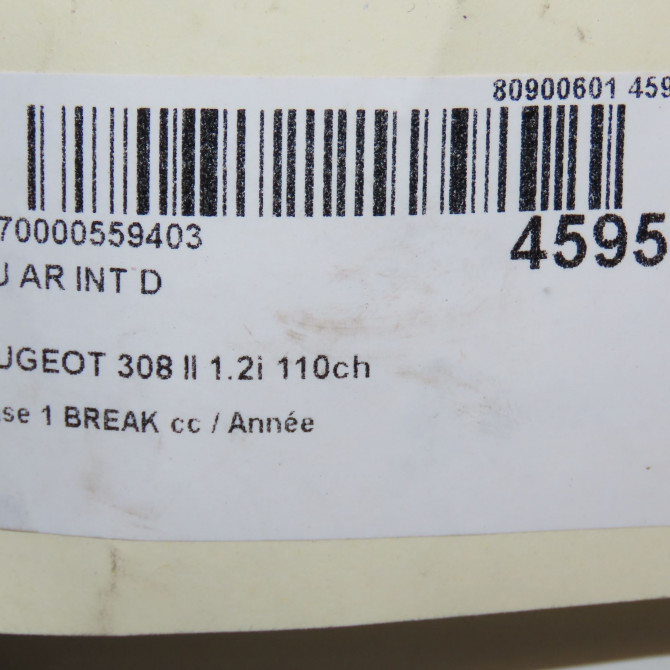 80900601 459
70000559403
4595
U AR INT D
UGEOT 308 II 1.2i 110ch
se 1 BREAK cc / Année